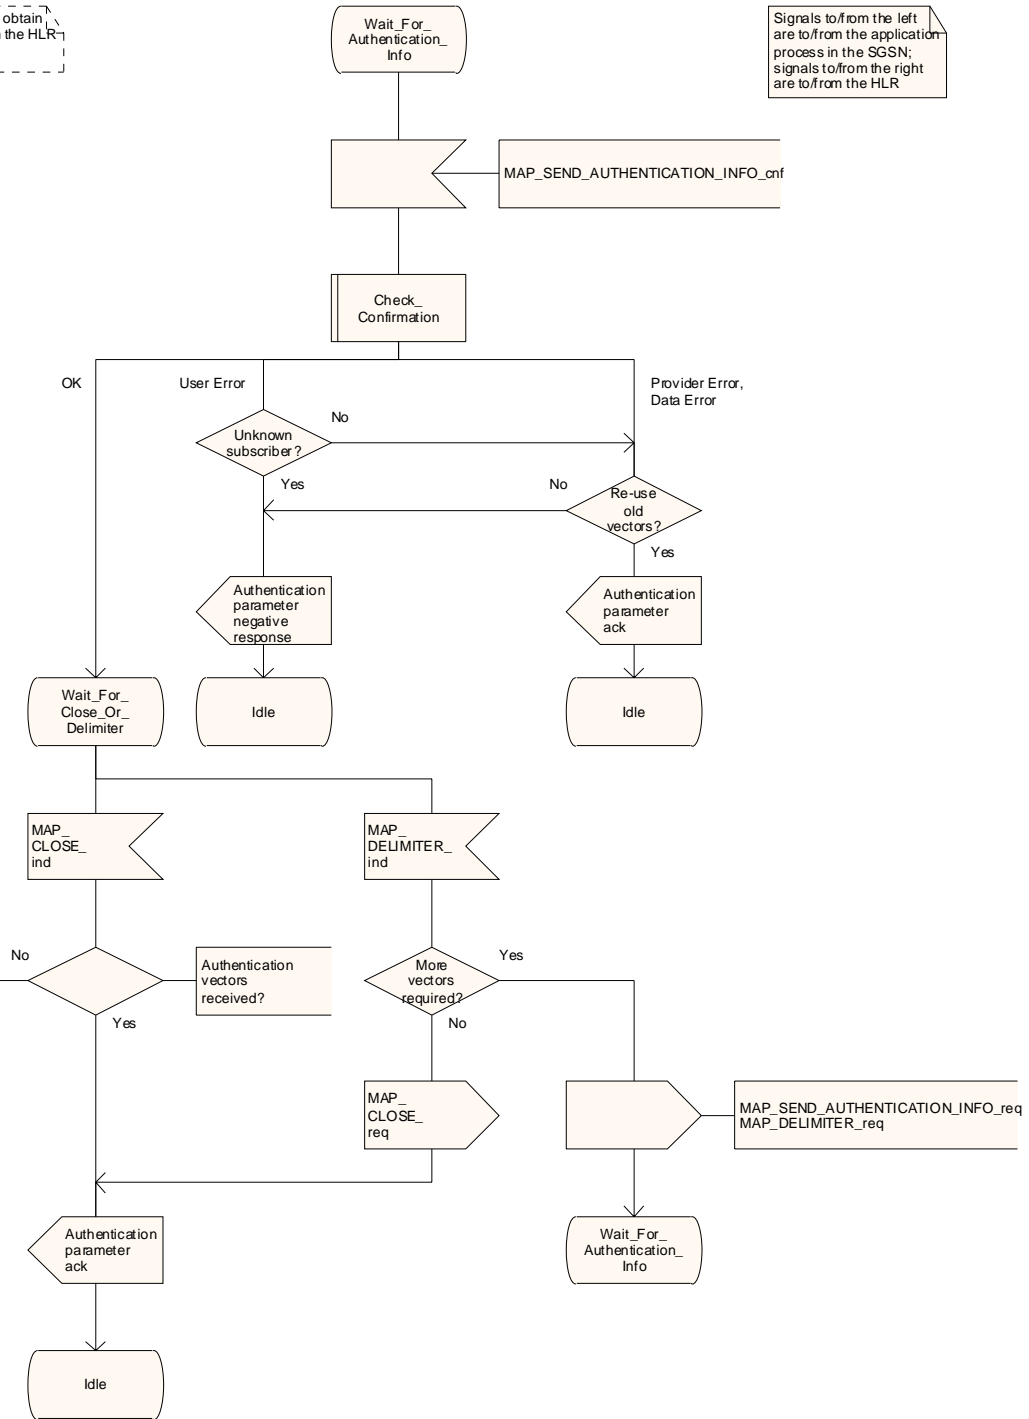 obtain
the HLR
Wait_For_
Authentication_
Info
Signals to/from the left
are to/from the application
process in the SGSN;
signals to/from the right
are to/from the HLR
MAP_SEND_AUTHENTICATION_INFO_cnf
Check_
Confirmation
OK
User Error
Provider Error,
Data Error
No
Unknown
subscriber?
Yes
No
Re-use
old
vectors?
Yes
Authentication
parameter
negative
response
Authentication
parameter
ack
Wait_For_
Close_Or_
Delimiter
Idle
Idle
MAP_
CLOSE_
ind
MAP_
DELIMITER_
ind
No
Authentication
vectors
received?
Yes
More
vectors
required?
Yes
No
MAP_
CLOSE_
req
MAP_SEND_AUTHENTICATION_INFO_req
MAP_DELIMITER_req
Authentication
parameter
ack
Wait_For_
Authentication_
Info
Idle